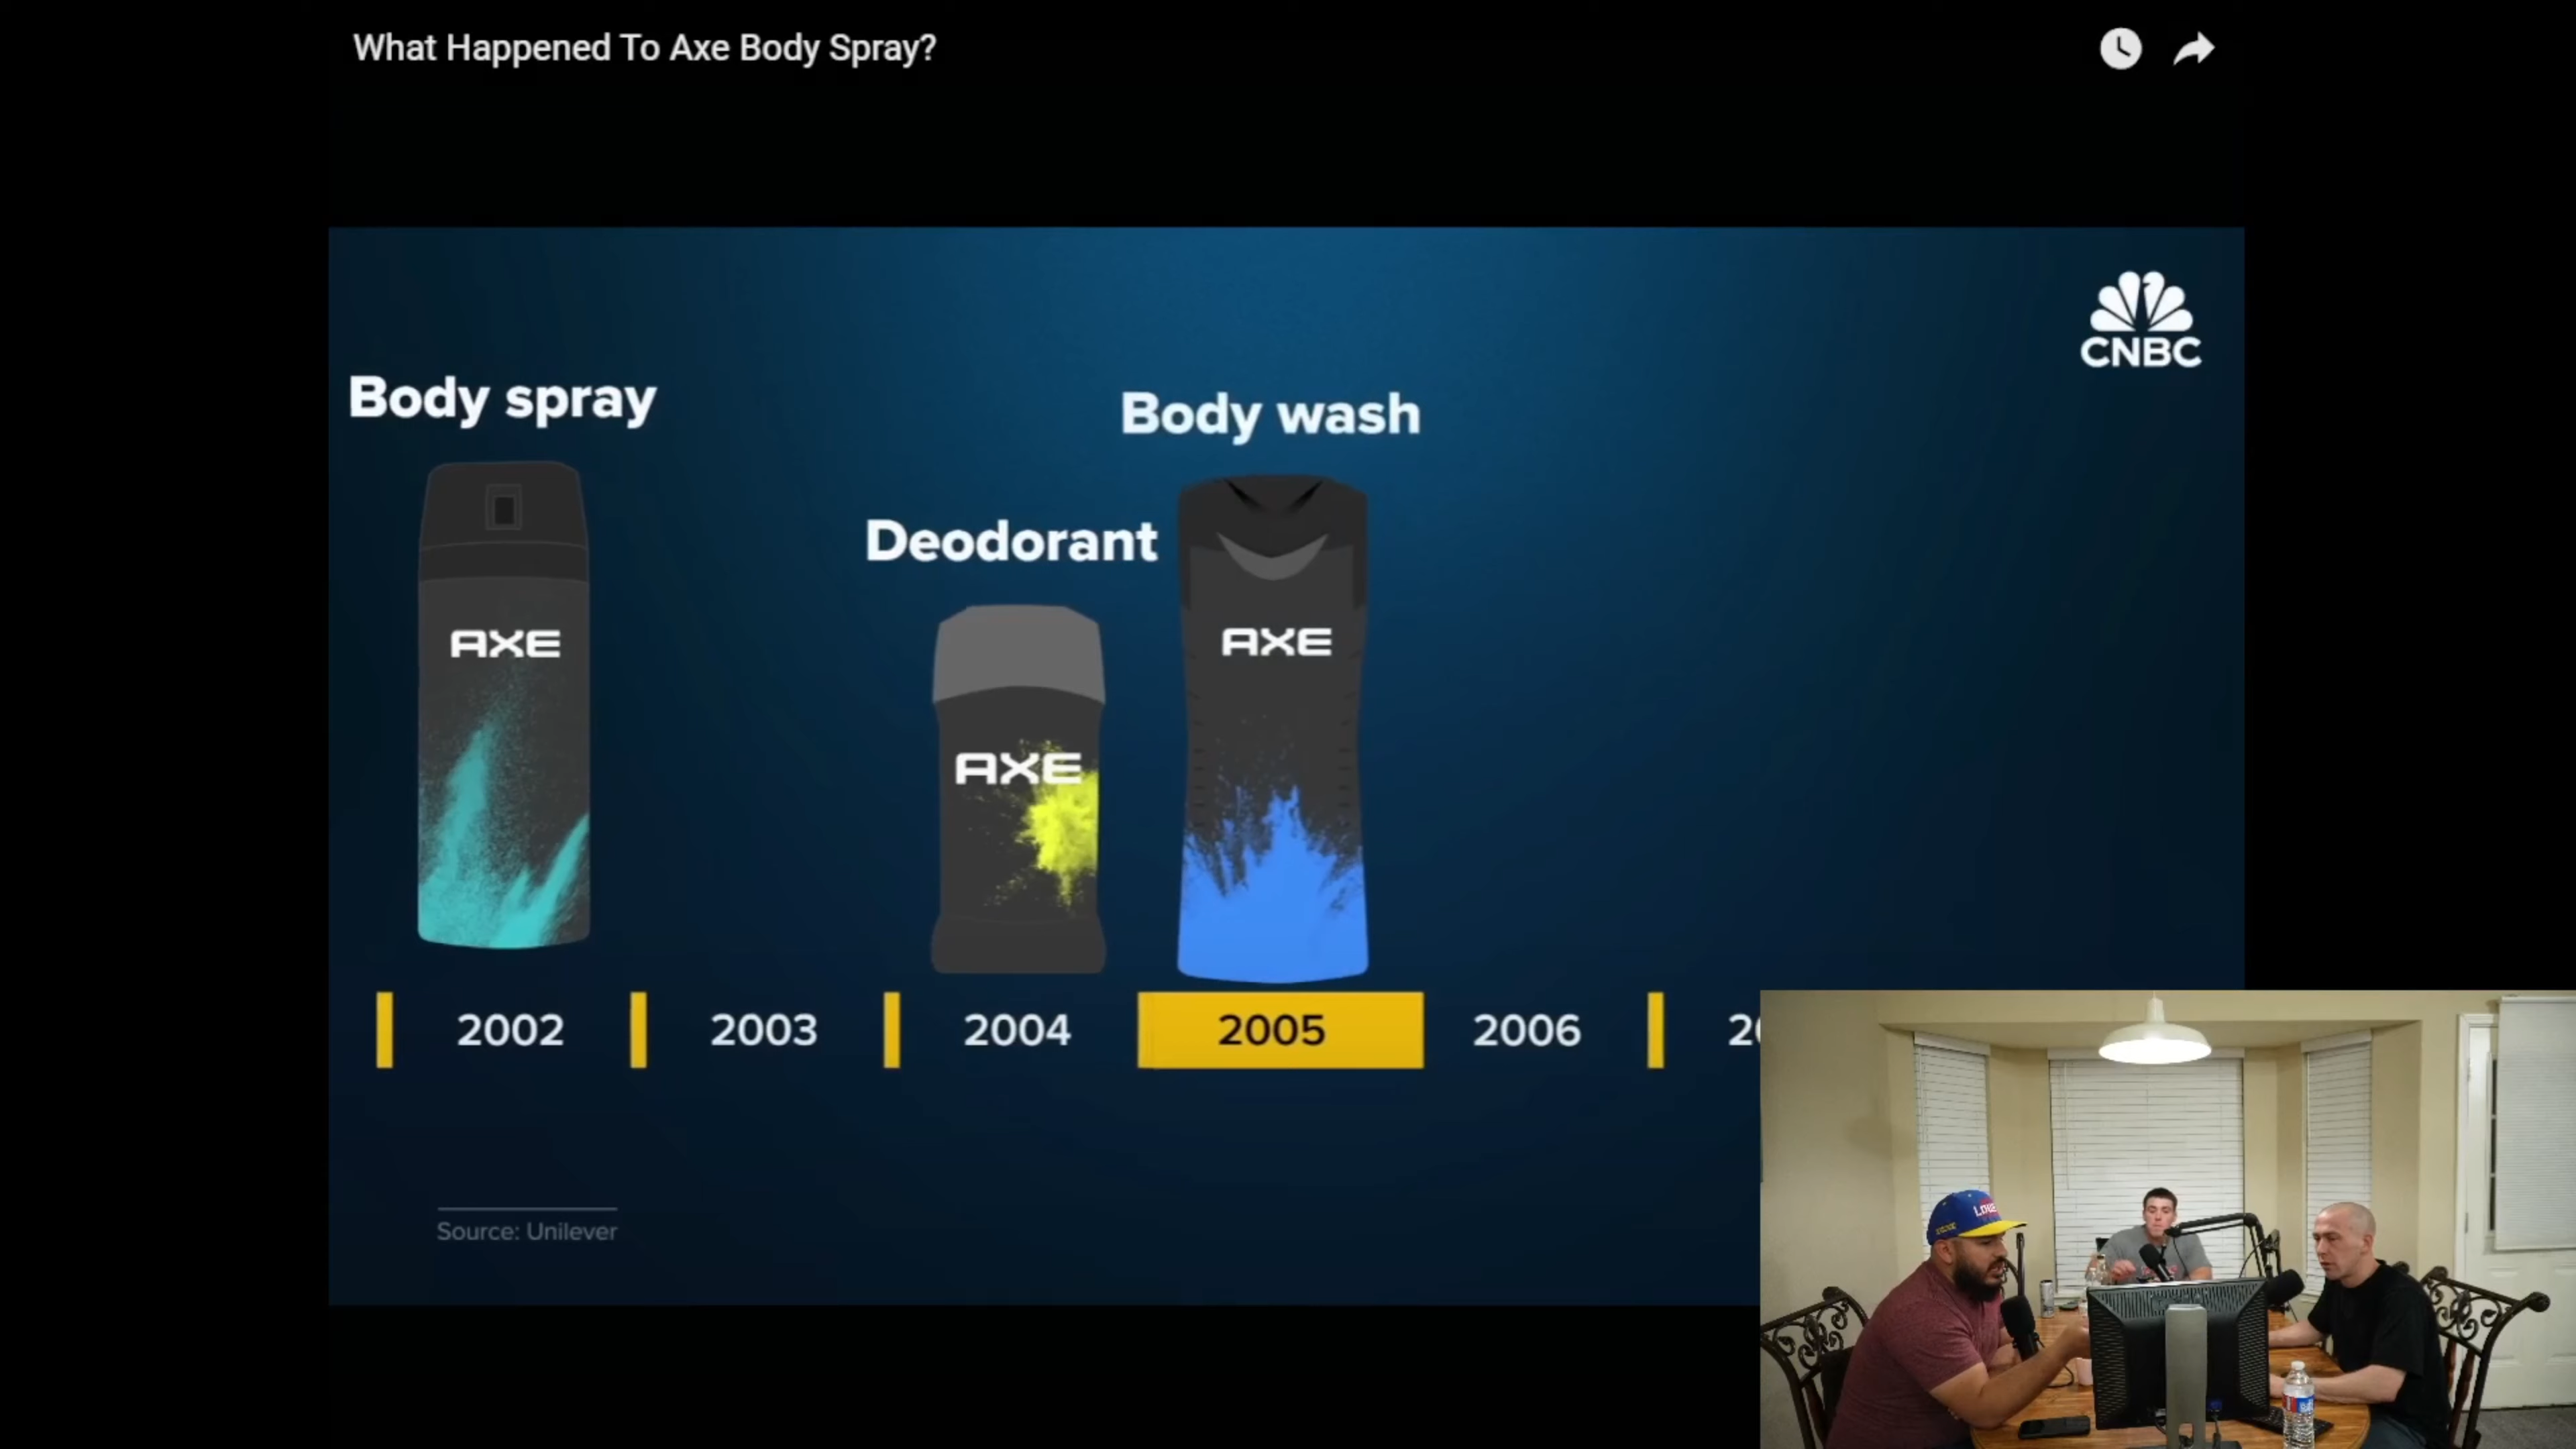 What Happened To Axe Body Spray?
CNBC
Body spray
Body wash
Deodorant
AXE
AXE
AXE
2002
2003
2004
2005
2006
Source: Unilever